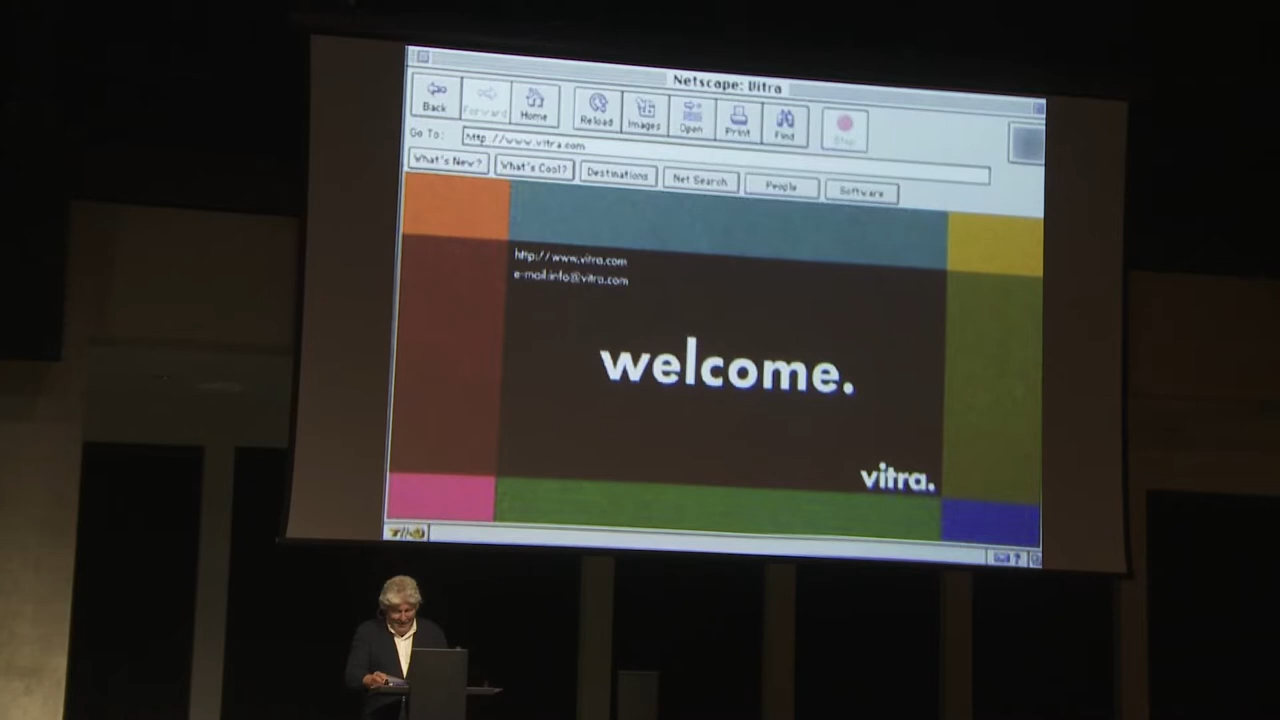 Netscape: Vitra
Back Forward Home Reload Images Open Print Find Stop
Go To: http://www.vitra.com
What's New? What's Cool? Destinations Net Search People Software
http://www.vitra.com
e-mail:info@vitra.com
welcome.
vitra.